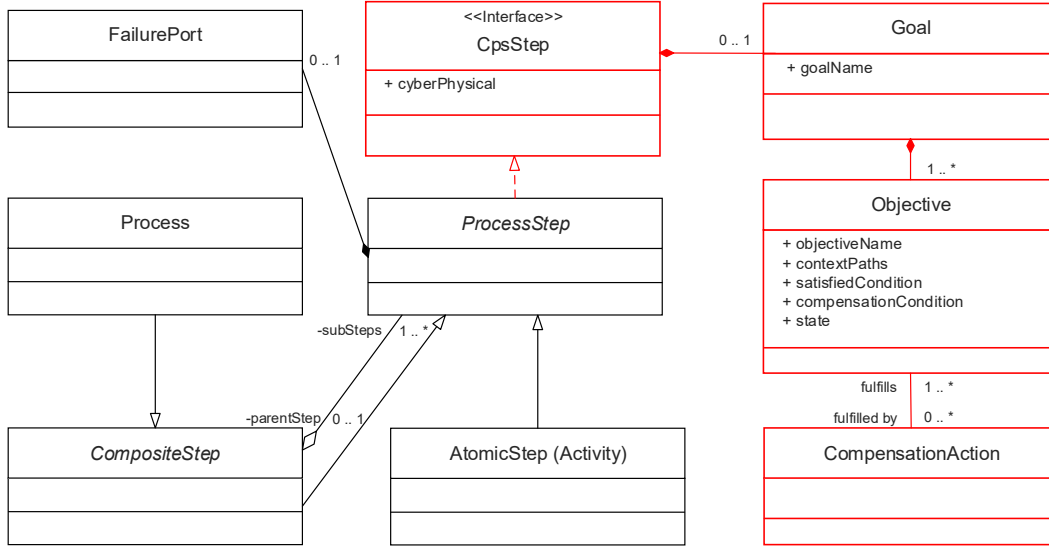 FailurePort
0 .. 1
<<Interface>>
CpsStep
+ cyberPhysical
0 .. 1
Goal
+ goalName
1 .. *
Process
ProcessStep
Objective
+ objectiveName
+ contextPaths
+ satisfiedCondition
+ compensationCondition
+ state
-subSteps
1 .. *
-parentStep
0 .. 1
fulfills
1 .. *
fulfilled by
0 .. *
CompositeStep
AtomicStep (Activity)
CompensationAction